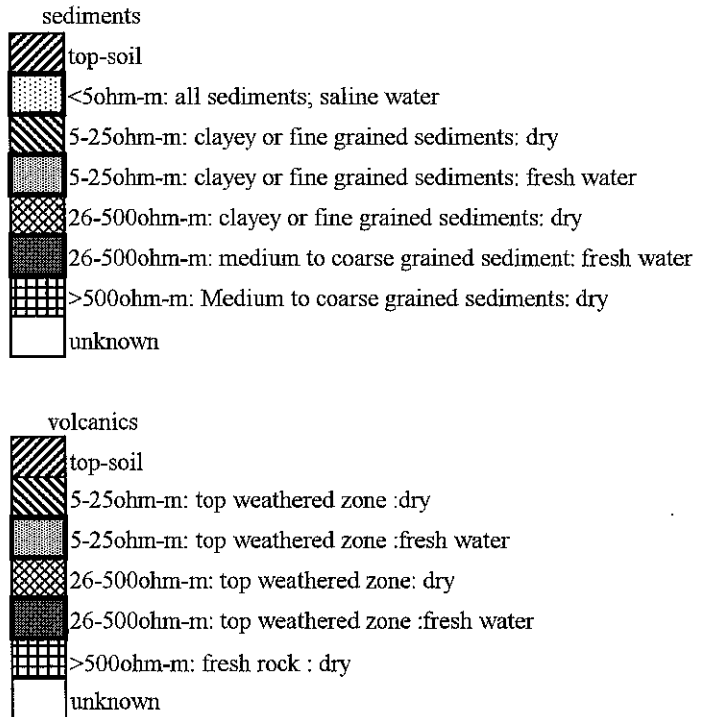 sediments
top-soil
<5ohm-m: all sediments; saline water
5-25ohm-m: clayey or fine grained sediments: dry
5-25ohm-m: clayey or fine grained sediments: fresh water
26-500ohm-m: clayey or fine grained sediments: dry
26-500ohm-m: medium to coarse grained sediment: fresh water
>500ohm-m: Medium to coarse grained sediments: dry
unknown
volcanics
top-soil
5-25ohm-m: top weathered zone :dry
5-25ohm-m: top weathered zone :fresh water
26-500ohm-m: top weathered zone: dry
26-500ohm-m: top weathered zone :fresh water
>500ohm-m: fresh rock : dry
unknown